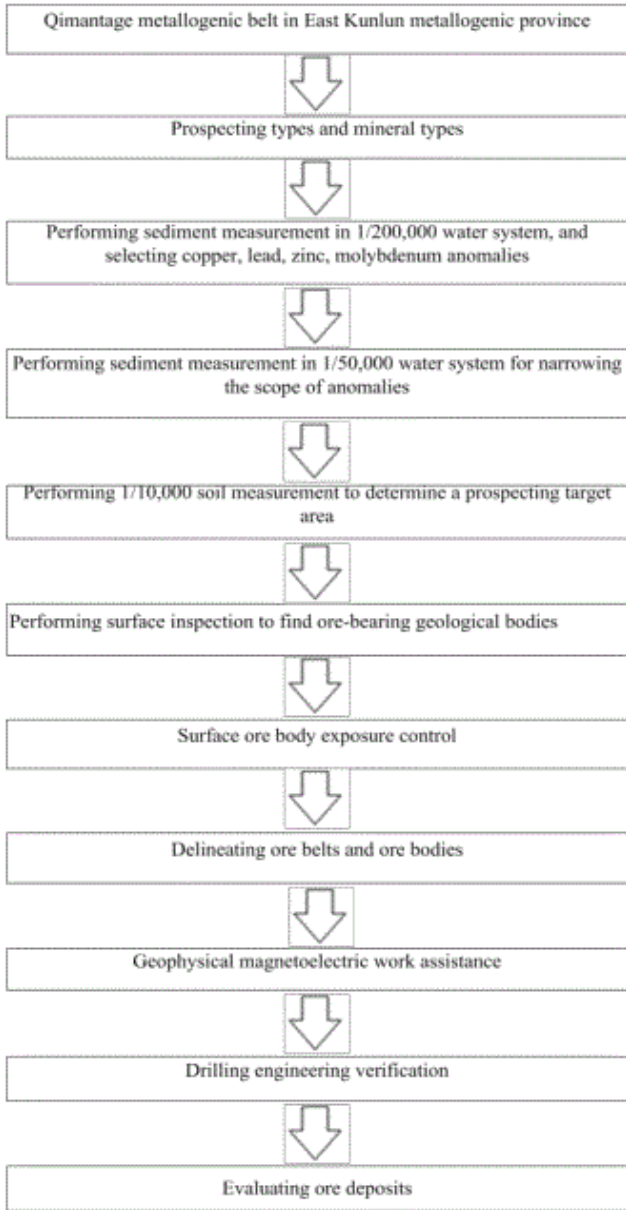 Qimantage metallogenic belt in East Kunlun metallogenic province
Prospecting types and mineral types
Performing sediment measurement in 1/200,000 water system, and
selecting copper, lead, zinc, molybdenum anomalies
Performing sediment measurement in 1/50,000 water system for narrowing
the scope of anomalies
Performing 1/10,000 soil measurement to determine a prospecting target
area
Performing surface inspection to find ore-bearing geological bodies
Surface ore body exposure control
Delineating ore belts and ore bodies
Geophysical magnetoelectric work assistance
Drilling engineering verification
Evaluating ore deposits